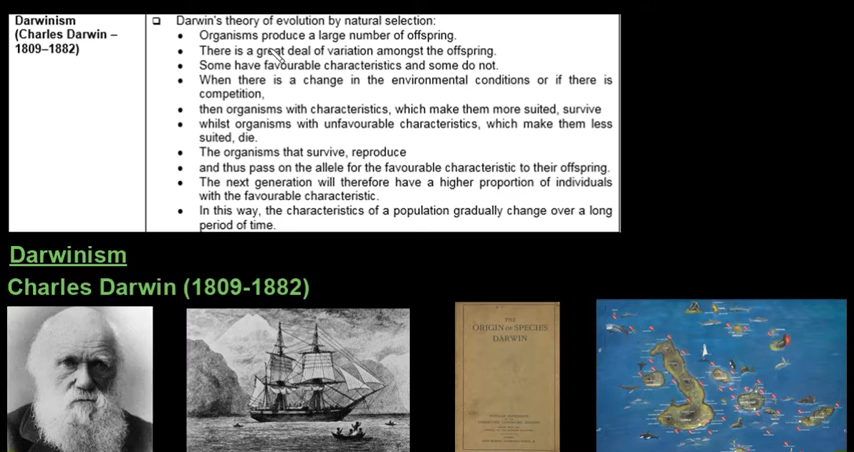 Darwinism
(Charles Darwin –
1809–1882)
❑ Darwin's theory of evolution by natural selection:
• Organisms produce a large number of offspring.
• There is a great deal of variation amongst the offspring.
• Some have favourable characteristics and some do not.
• When there is a change in the environmental conditions or if there is
competition,
• then organisms with characteristics, which make them more suited, survive
• whilst organisms with unfavourable characteristics, which make them less
suited, die.
• The organisms that survive, reproduce
• and thus pass on the allele for the favourable characteristic to their offspring.
• The next generation will therefore have a higher proportion of individuals
with the favourable characteristic.
• In this way, the characteristics of a population gradually change over a long
period of time.
Darwinism
Charles Darwin (1809-1882)
THE
ORIGIN OF SPECIES
DARWIN